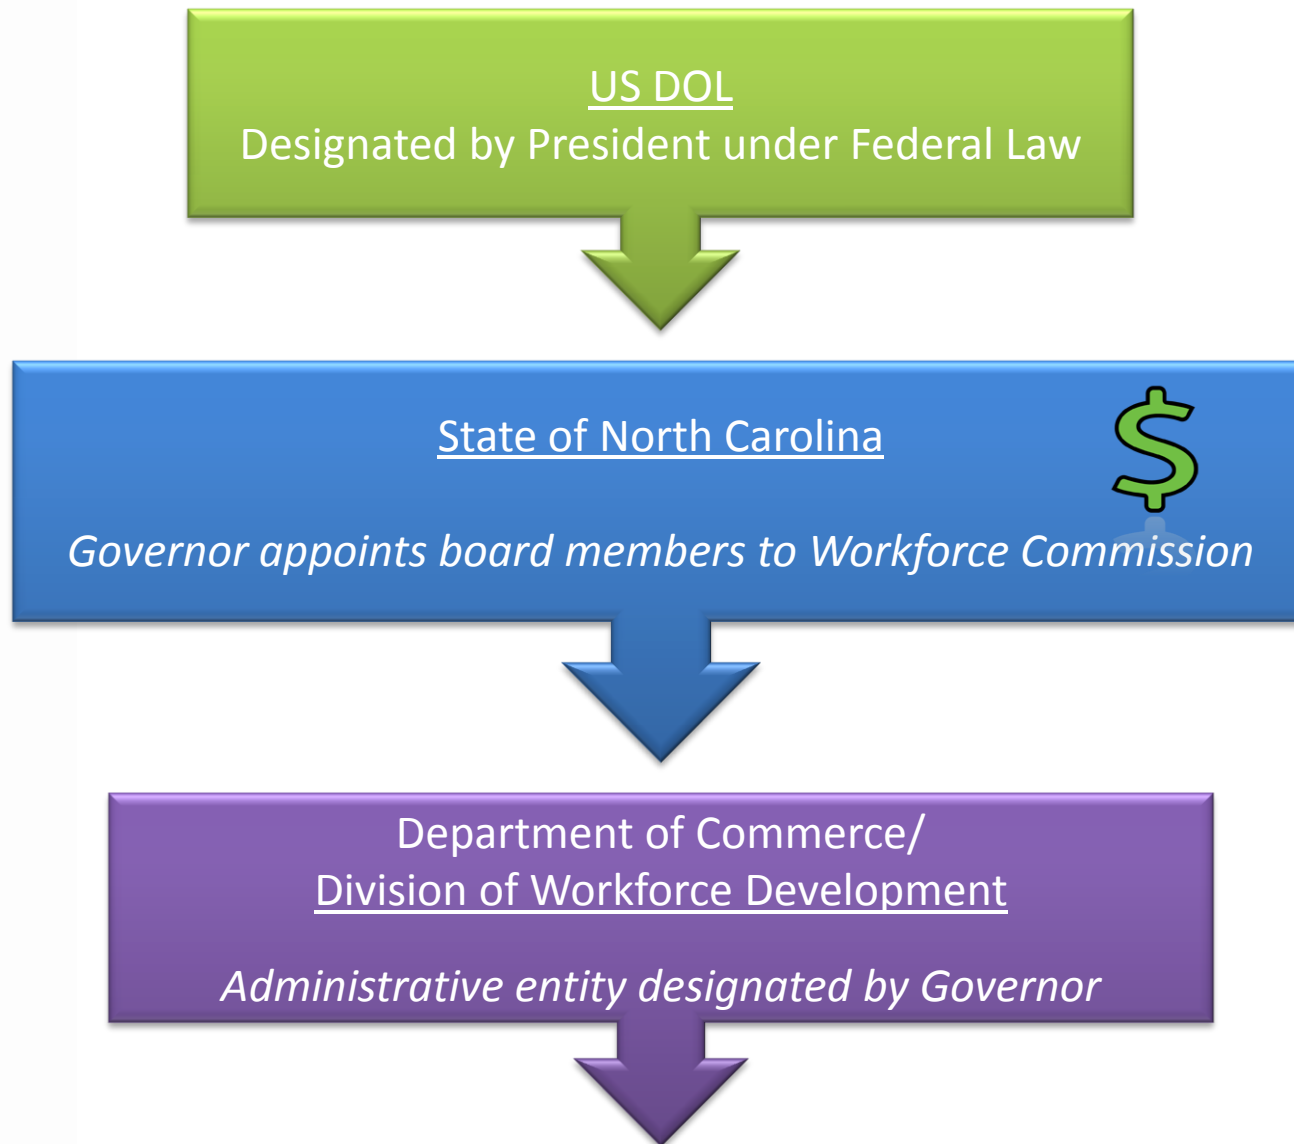 US DOL
Designated by President under Federal Law
State of North Carolina
$
Governor appoints board members to Workforce Commission
Department of Commerce/
Division of Workforce Development
Administrative entity designated by Governor